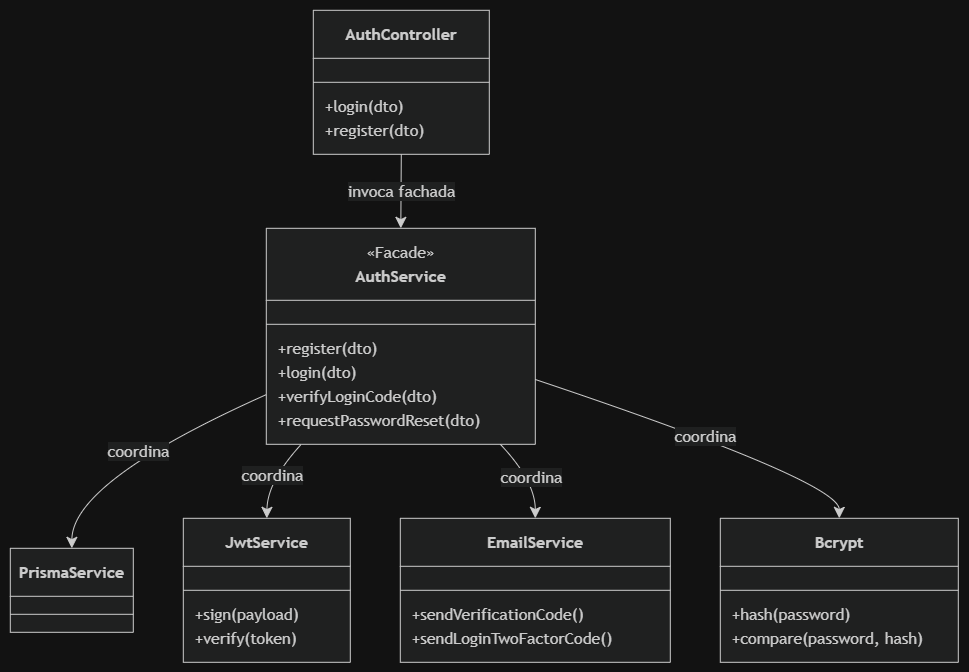 AuthController
+login(dto)
+register(dto)
invoca fachada
«Facade»
AuthService
+register(dto)
+login(dto)
+verifyLoginCode(dto)
+requestPasswordReset(dto)
coordina
coordina
coordina
coordina
PrismaService
JwtService
+sign(payload)
+verify(token)
EmailService
+sendVerificationCode()
+sendLoginTwoFactorCode()
Bcrypt
+hash(password)
+compare(password, hash)